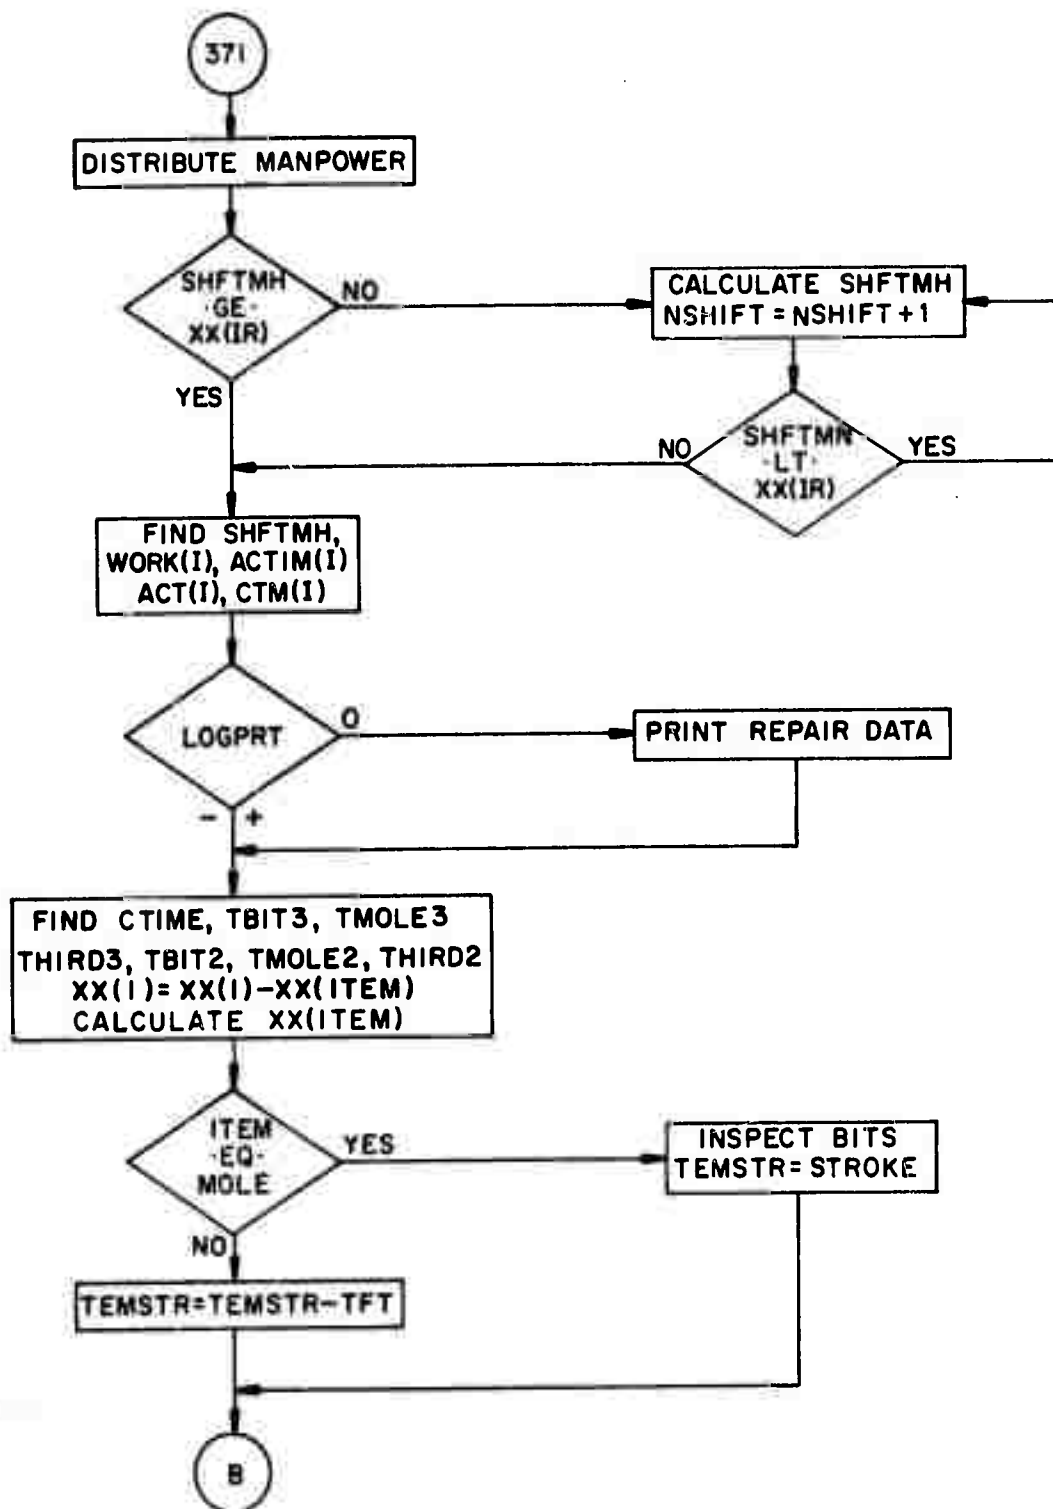 371
DISTRIBUTE MANPOWER
SHFTMH
·GE·
XX(IR)
NO
YES
CALCULATE SHFTMH
NSHIFT=NSHIFT+1
SHFTMN
·LT·
XX(IR)
NO
YES
FIND SHFTMH,
WORK(I), ACTIM(I)
ACT(I), CTM(I)
LOGPRT
0
- +
PRINT REPAIR DATA
FIND CTIME, TBIT3, TMOLE3
THIRD3, TBIT2, TMOLE2, THIRD2
XX(I)=XX(I)-XX(ITEM)
CALCULATE XX(ITEM)
ITEM
·EQ·
MOLE
YES
NO
INSPECT BITS
TEMSTR=STROKE
TEMSTR=TEMSTR-TFT
B